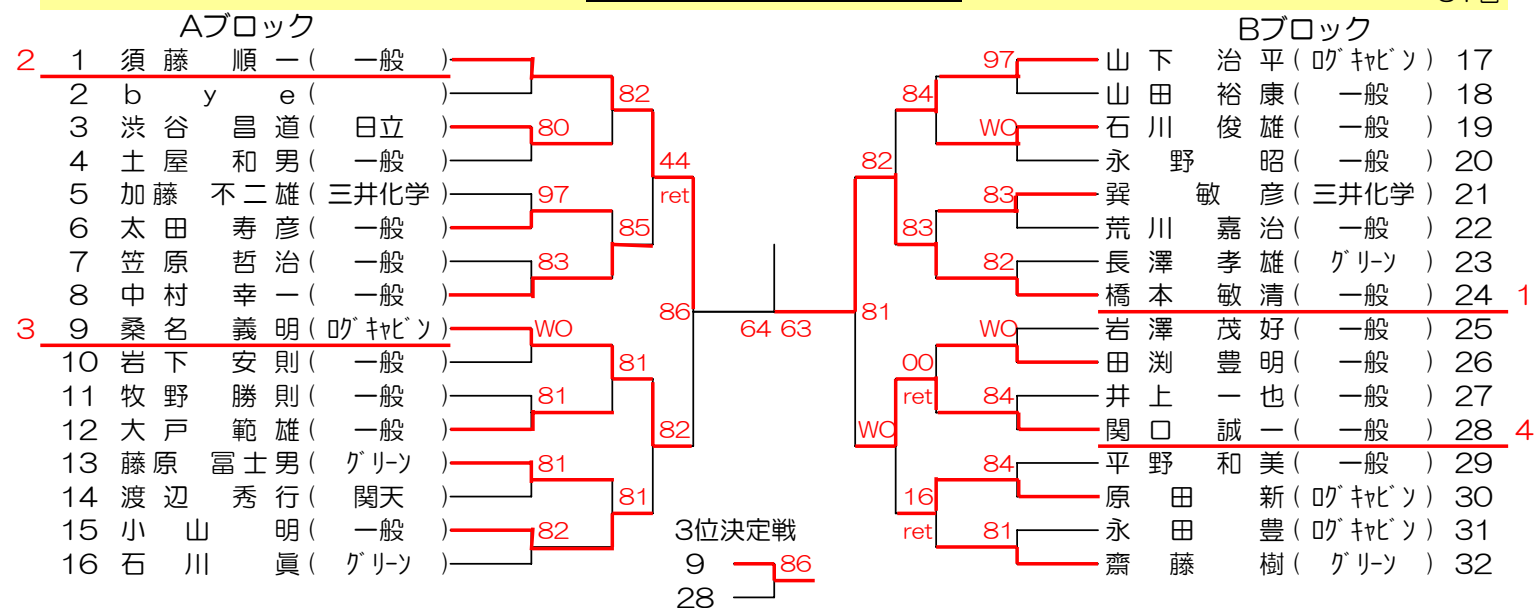 Aブロック
Bブロック
2 1 須藤 順一( 一般 )
2 bye( )
3 渋谷 昌道( 日立 )
4 土屋 和男( 一般 )
5 加藤 不二雄( 三井化学 )
6 太田 寿彦( 一般 )
7 笠原 哲治( 一般 )
8 中村 幸一( 一般 )
3 9 桑名 義明( ログキャビン )
10 岩下 安則( 一般 )
11 牧野 勝則( 一般 )
12 大戸 範雄( 一般 )
13 藤原 冨士男( グリーン )
14 渡辺 秀行( 関天 )
15 小山 明( 一般 )
16 石川 眞( グリーン )
80
97
83
WO
81
81
82
82
85
81
81
44
ret
82
86
64 63
81
82
WO
84
83
00
ret
16
ret
97
WO
83
82
WO
84
84
81
山下 治平( ログキャビン ) 17
山田 裕康( 一般 ) 18
石川 俊雄( 一般 ) 19
永野 昭( 一般 ) 20
巽 敏彦( 三井化学 ) 21
荒川 嘉治( 一般 ) 22
長澤 孝雄( グリーン ) 23
橋本 敏清( 一般 ) 24 1
岩澤 茂好( 一般 ) 25
田渕 豊明( 一般 ) 26
井上 一也( 一般 ) 27
関口 誠一( 一般 ) 28 4
平野 和美( 一般 ) 29
原田 新( ログキャビン ) 30
永田 豊( ログキャビン ) 31
齋藤 樹( グリーン ) 32
3位決定戦
9 86
28